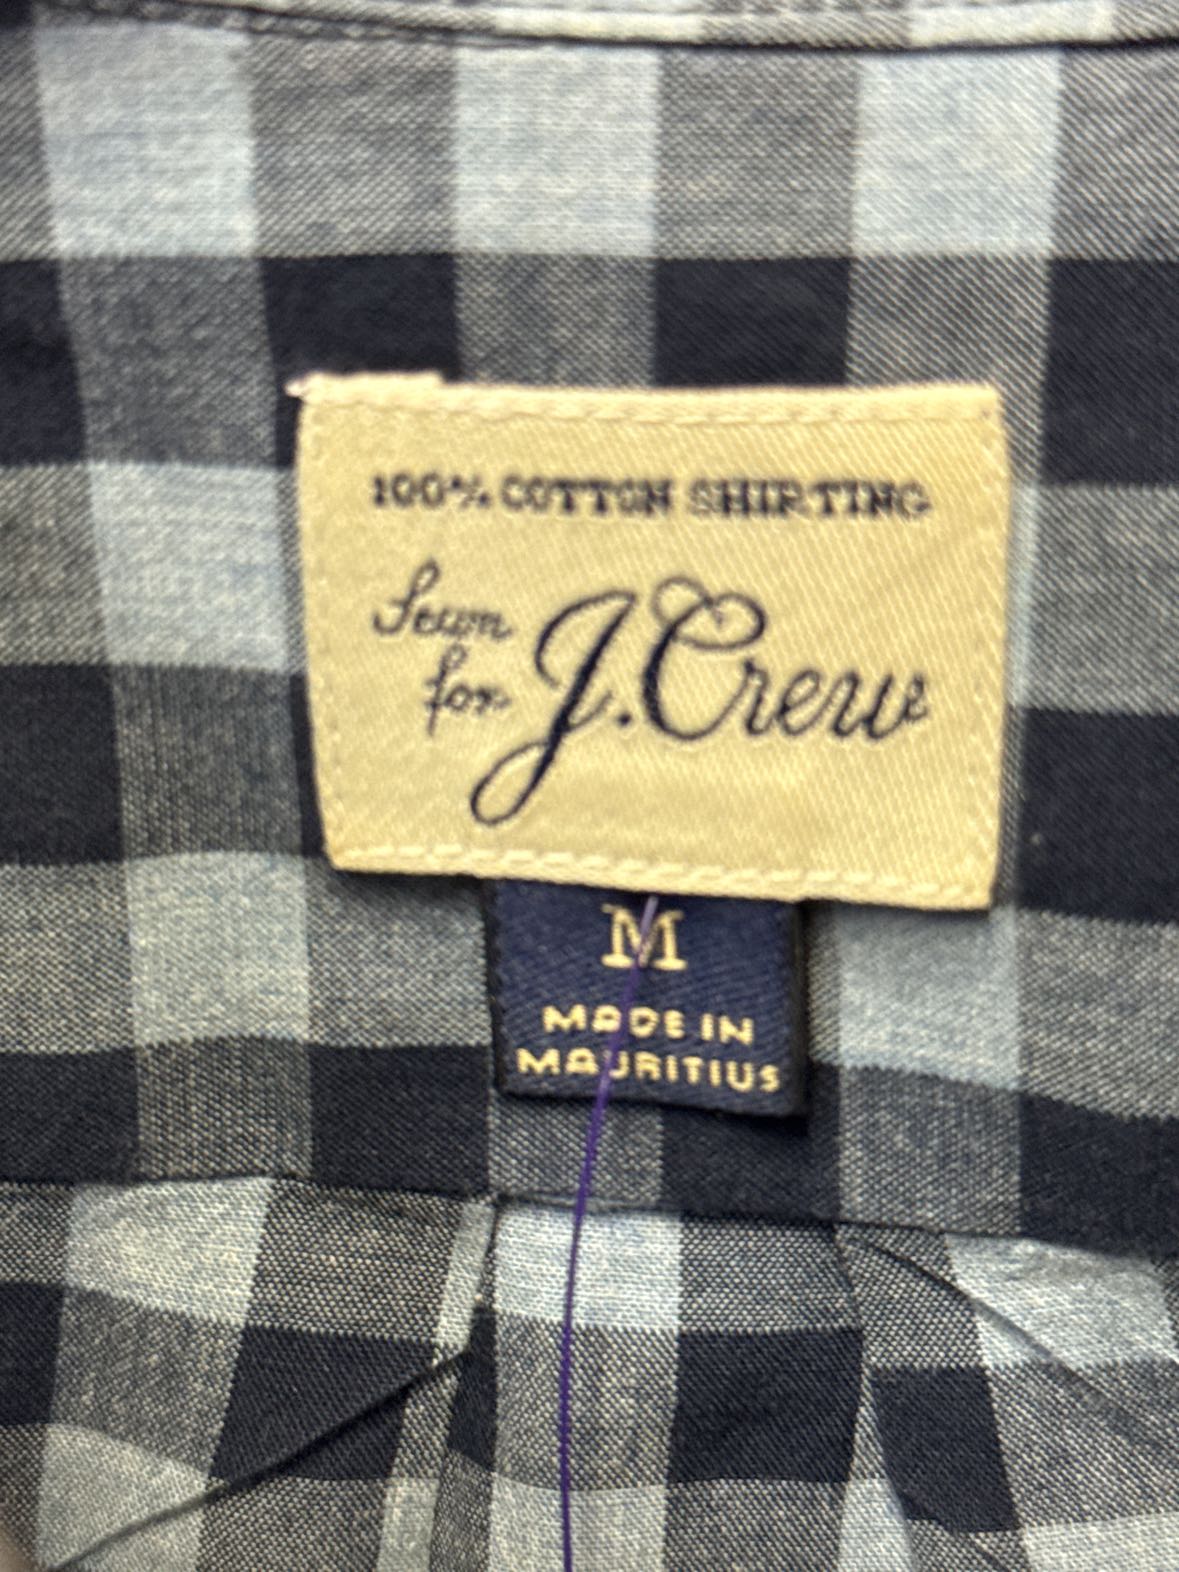 100% COTTON SHIRTING
Sewn
for J.Crew
M
MADE IN
MAURITIUS